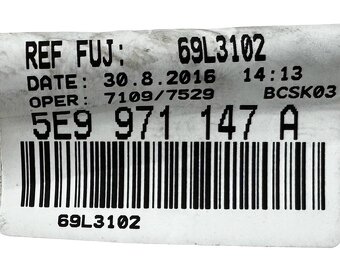 REF FUJ: 69L3102
DATE: 30.8.2016 14:13
OPER: 7109/7529 BCSK03
5E9 971 147 A
69L3102